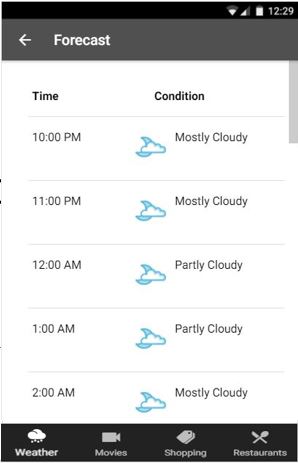 12:29
Forecast
Time Condition
10:00 PM Mostly Cloudy
11:00 PM Mostly Cloudy
12:00 AM Partly Cloudy
1:00 AM Partly Cloudy
2:00 AM Mostly Cloudy
Weather Movies Shopping Restaurants